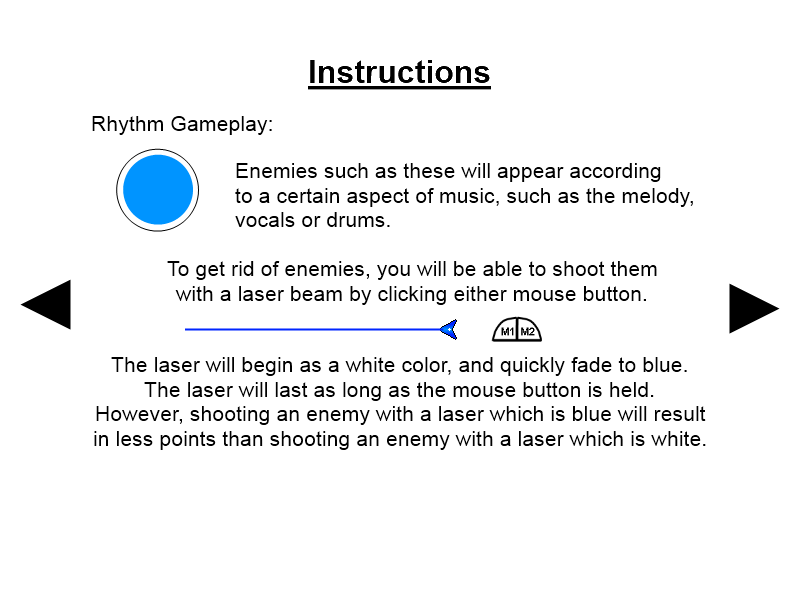 Instructions
Rhythm Gameplay:
Enemies such as these will appear according
to a certain aspect of music, such as the melody,
vocals or drums.
To get rid of enemies, you will be able to shoot them
with a laser beam by clicking either mouse button.
M1 M2
The laser will begin as a white color, and quickly fade to blue.
The laser will last as long as the mouse button is held.
However, shooting an enemy with a laser which is blue will result
in less points than shooting an enemy with a laser which is white.